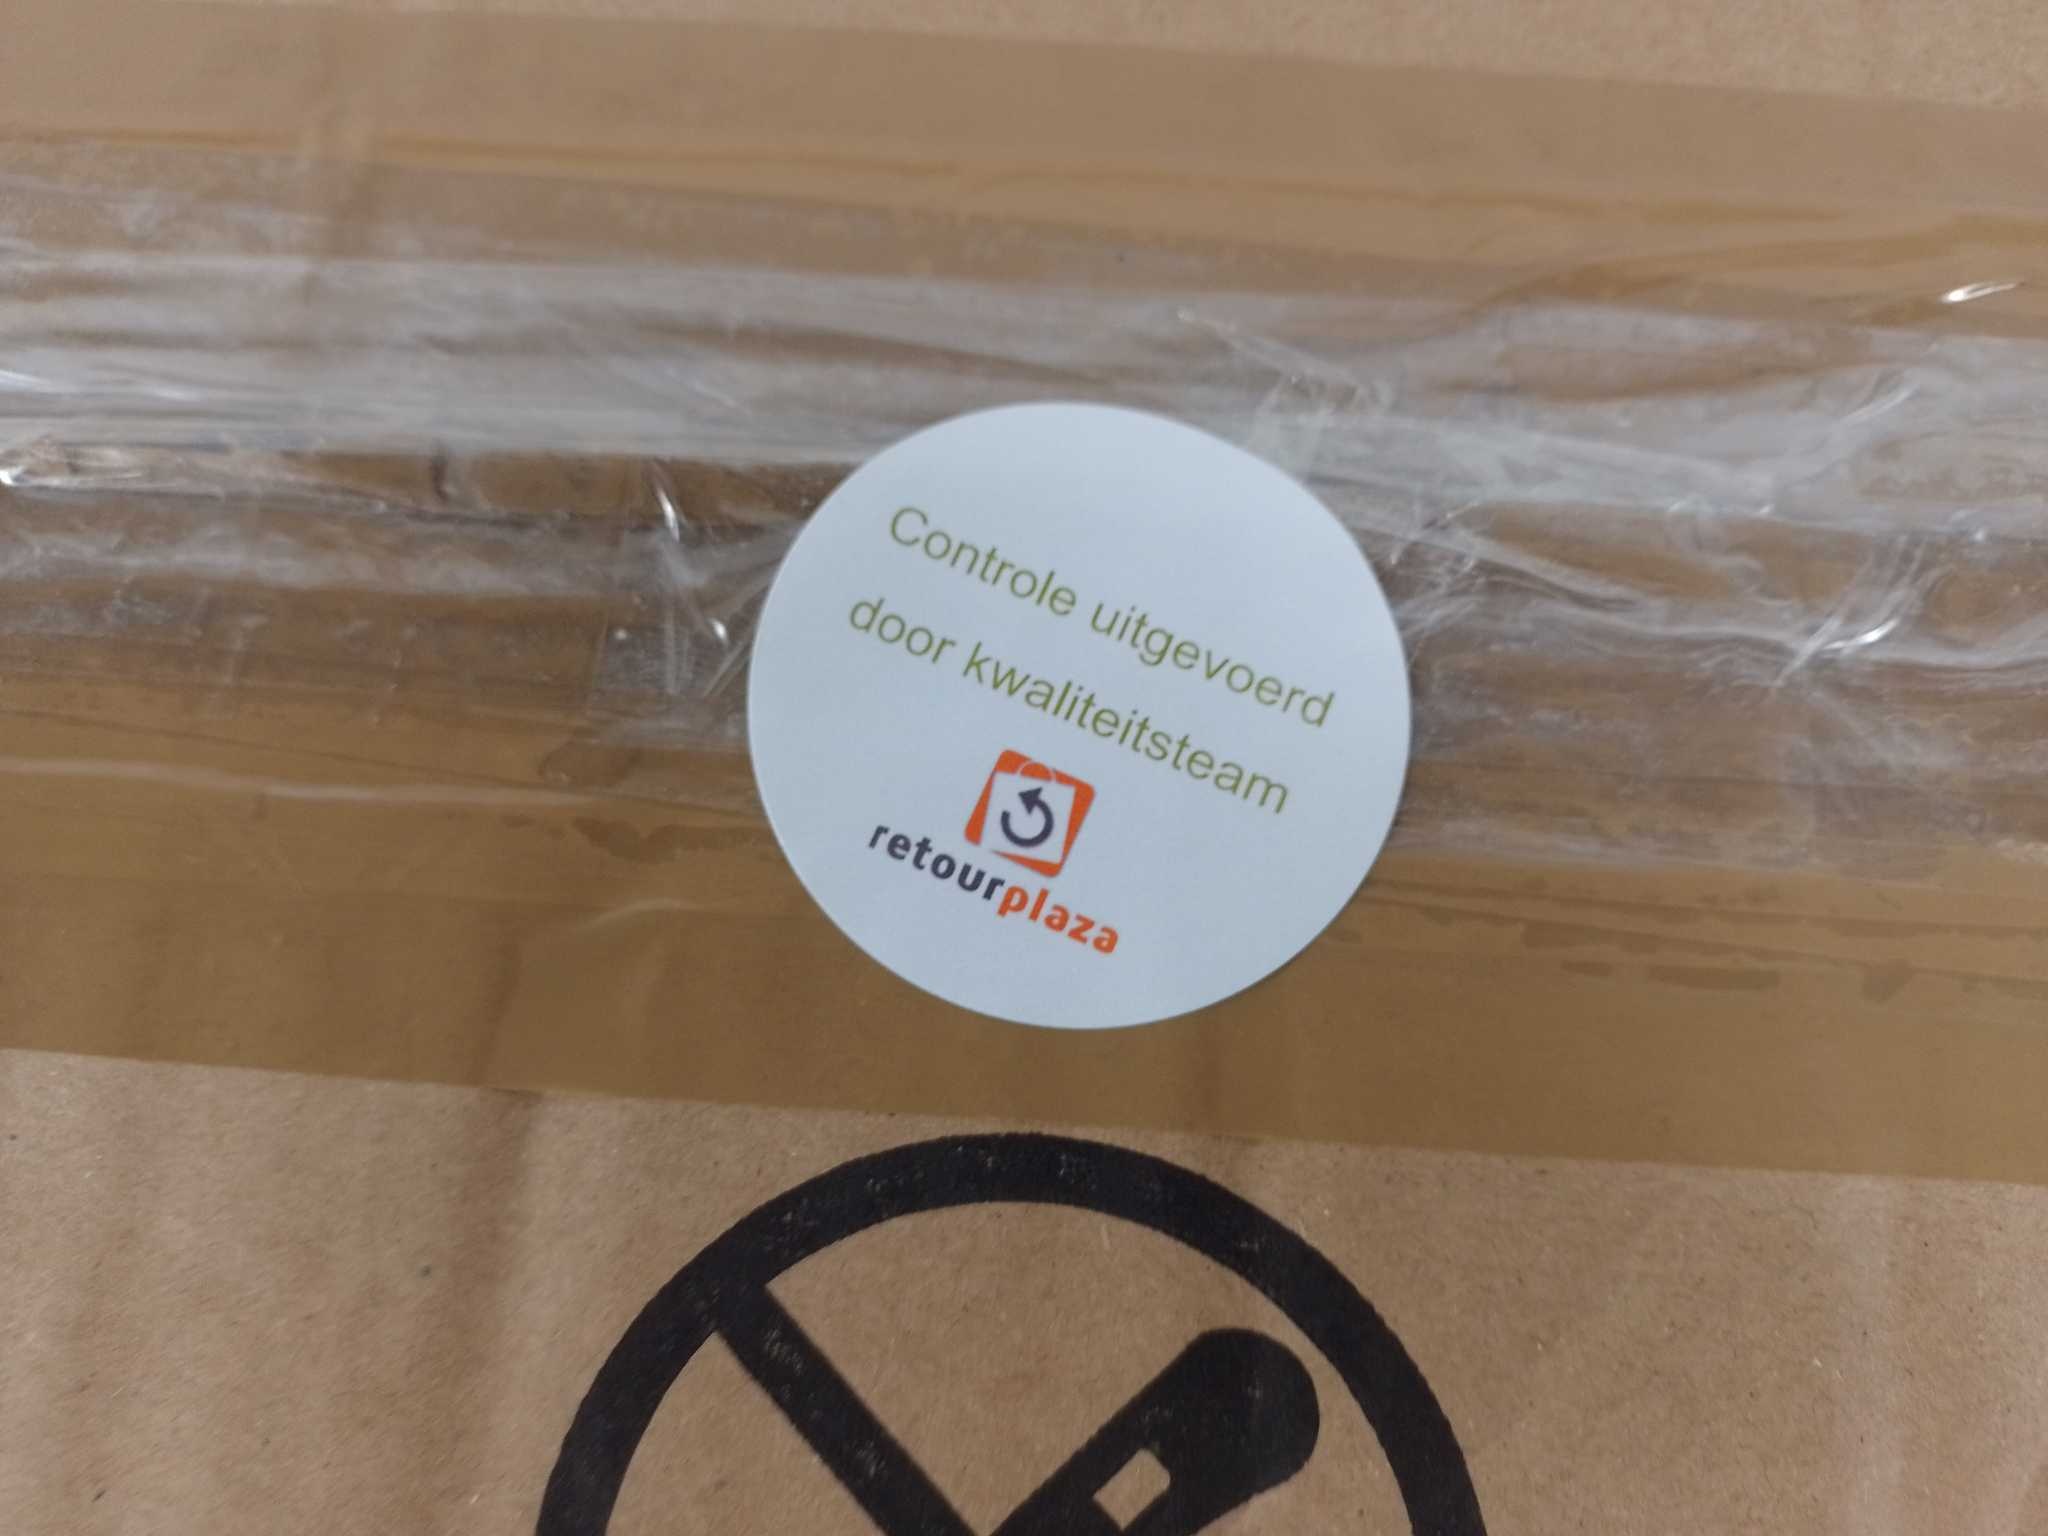 Controle uitgevoerd
door kwaliteitsteam
retourplaza